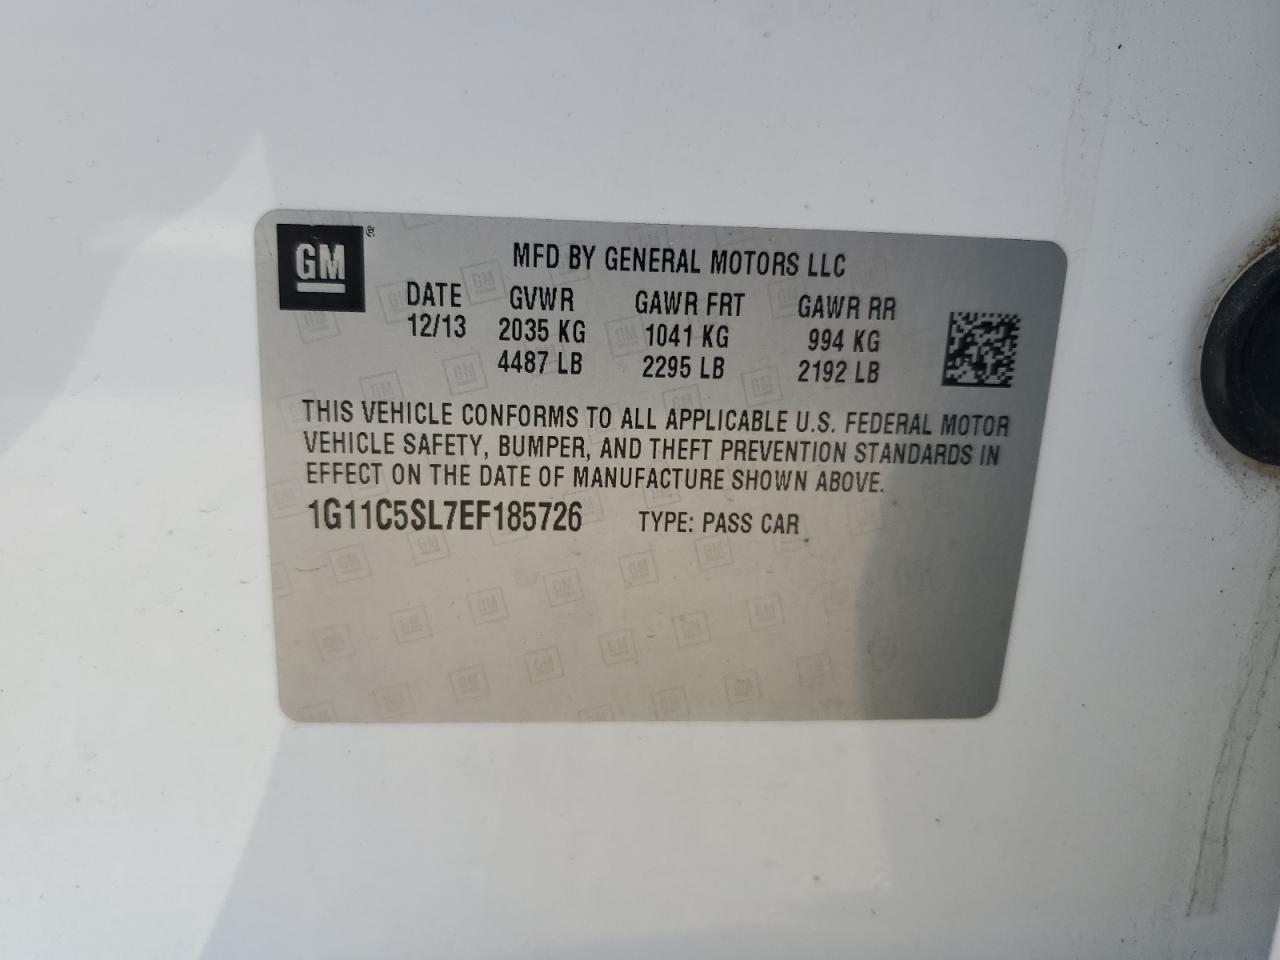 GM®
MFD BY GENERAL MOTORS LLC
DATE GVWR GAWR FRT GAWR RR
12/13 2035 KG 1041 KG 994 KG
4487 LB 2295 LB 2192 LB
THIS VEHICLE CONFORMS TO ALL APPLICABLE U.S. FEDERAL MOTOR
VEHICLE SAFETY, BUMPER, AND THEFT PREVENTION STANDARDS IN
EFFECT ON THE DATE OF MANUFACTURE SHOWN ABOVE.
1G11C5SL7EF185726 TYPE: PASS CAR